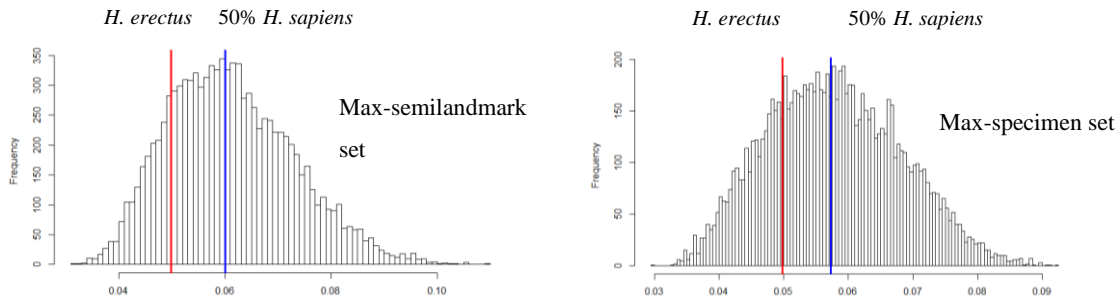 H. erectus 50% H. sapiens
350
300
250
200
150
100
50
0
Frequency
Max-semilandmark
set
0.04 0.06 0.08 0.10
H. erectus 50% H. sapiens
200
150
100
50
0
Frequency
Max-specimen set
0.03 0.04 0.05 0.06 0.07 0.08 0.09